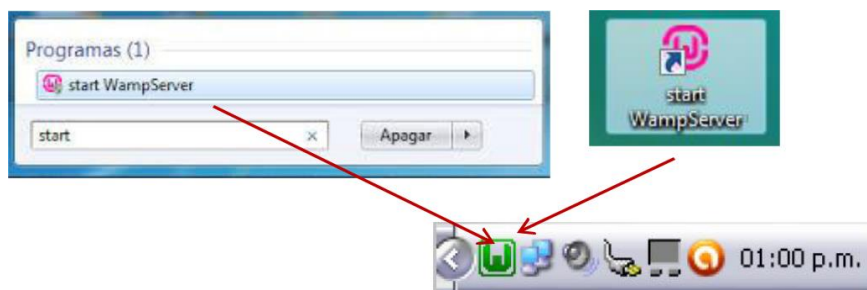 Programas (1)
start WampServer
start
Apagar
start
WampServer
01:00 p.m.